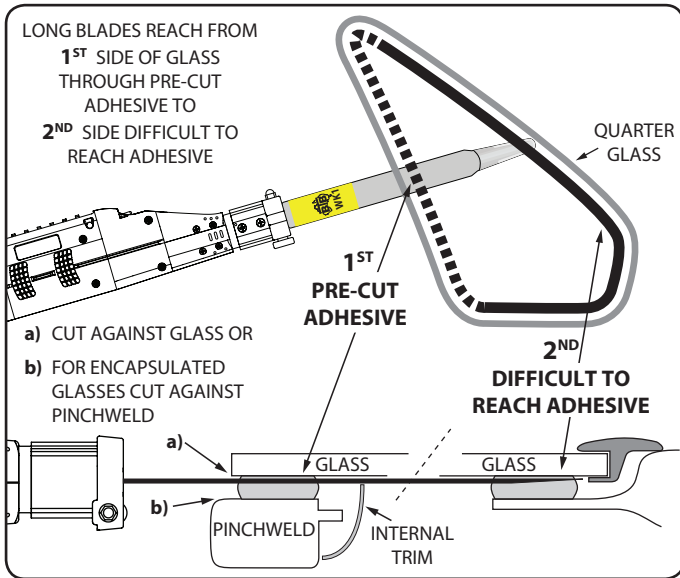 LONG BLADES REACH FROM
1ST SIDE OF GLASS
THROUGH PRE-CUT
ADHESIVE TO
2ND SIDE DIFFICULT TO
REACH ADHESIVE
QUARTER
GLASS
BTB
WK1
1ST
PRE-CUT
ADHESIVE
a) CUT AGAINST GLASS OR
b) FOR ENCAPSULATED
GLASSES CUT AGAINST
PINCHWELD
2ND
DIFFICULT TO
REACH ADHESIVE
a)
GLASS
GLASS
b)
PINCHWELD
INTERNAL
TRIM